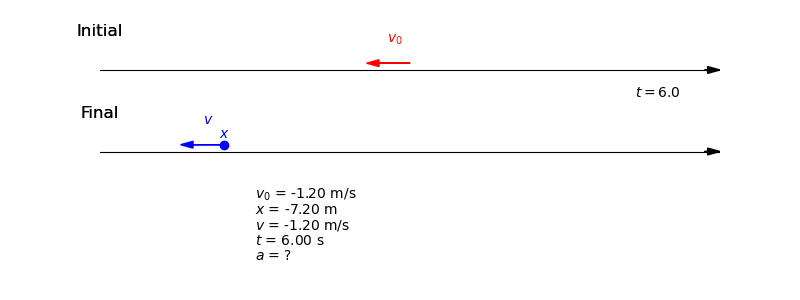 Initial
v₀
t = 6.0
Final
v
x
v₀ = -1.20 m/s
x = -7.20 m
v = -1.20 m/s
t = 6.00 s
a = ?